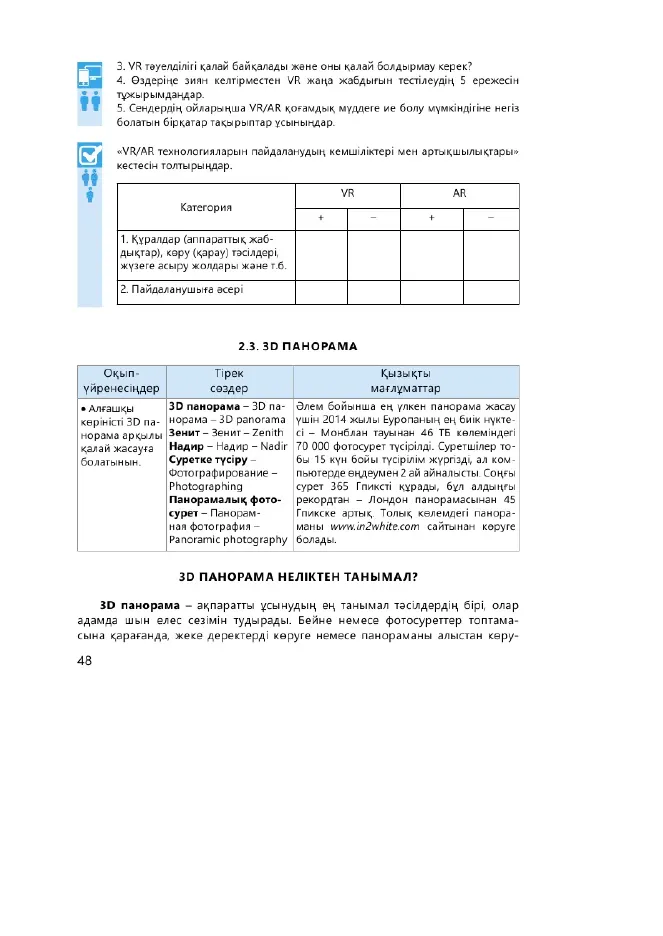 3. VR тәуелділігі қалай байқалады және оны қалай болдырмау керек?
4. Өздеріңе зиян келтірместен VR жаңа жабдығын тестілеудің 5 ережесін
тұжырымдаңдар.
5. Сендердің ойларыңша VR/AR қоғамдық мүддеге ие болу мүмкіндігіне негіз
болатын бірқатар тақырыптар ұсыныңдар.
«VR/AR технологияларын пайдаланудың кемшіліктері мен артықшылықтары»
кестесін толтырыңдар.
Категория
VR
AR
+
–
+
–
1. Құралдар (аппараттық жаб-
дықтар), көру (қарау) тәсілдері,
жүзеге асыру жолдары және т.б.
2. Пайдаланушыға әсері
2.3. 3D ПАНОРАМА
Оқып-
үйренесіңдер
Тірек
сөздер
Қызықты
мағлұматтар
• Алғашқы
көріністі 3D па-
норама арқылы
қалай жасауға
болатынын.
3D панорама – 3D па-
норама – 3D panorama
Зенит – Зенит – Zenith
Надир – Надир – Nadir
Суретке түсіру –
Фотографирование –
Photographing
Панорамалық фото-
сурет – Панорам-
ная фотография –
Panoramic photography
Әлем бойынша ең үлкен панорама жасау
үшін 2014 жылы Еуропаның ең биік нүкте-
сі – Монблан тауынан 46 ТБ көлеміндегі
70 000 фотосурет түсірілді. Суретшілер то-
бы 15 күн бойы түсірілім жүргізді, ал ком-
пьютерде өңдеумен 2 ай айналысты. Соңғы
сурет 365 Гпиксті құрады, бұл алдыңғы
рекордтан – Лондон панорамасынан 45
Гпикске артық. Толық көлемдегі панора-
маны www.in2white.com сайтынан көруге
болады.
3D ПАНОРАМА НЕЛІКТЕН ТАНЫМАЛ?
3D панорама – ақпаратты ұсынудың ең танымал тәсілдердің бірі, олар
адамда шын елес сезімін тудырады. Бейне немесе фотосуреттер топтама-
сына қарағанда, жеке деректерді көруге немесе панораманы алыстан көру-
48